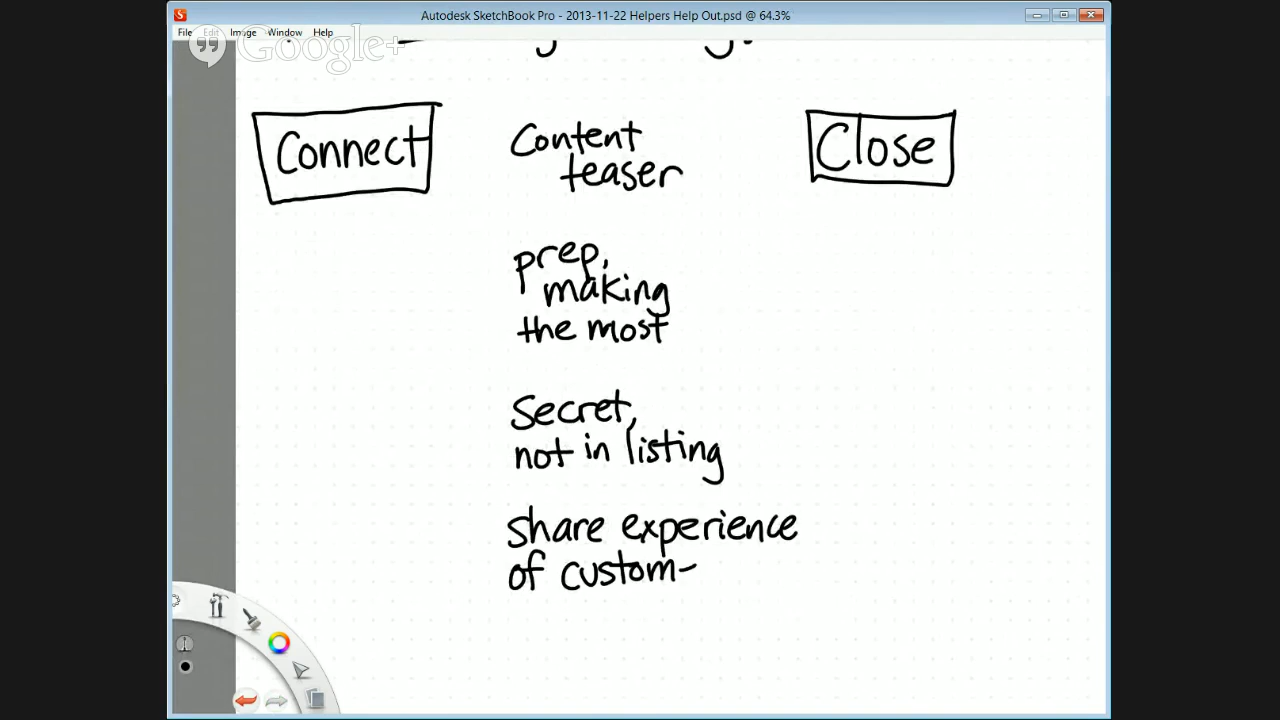 Autodesk SketchBook Pro - 2013-11-22 Helpers Help Out.psd @ 64.3%
File Edit Image Window Help
Google+
Connect
Content
teaser
Close
prep,
making
the most
Secret,
not in listing
share experience
of custom-